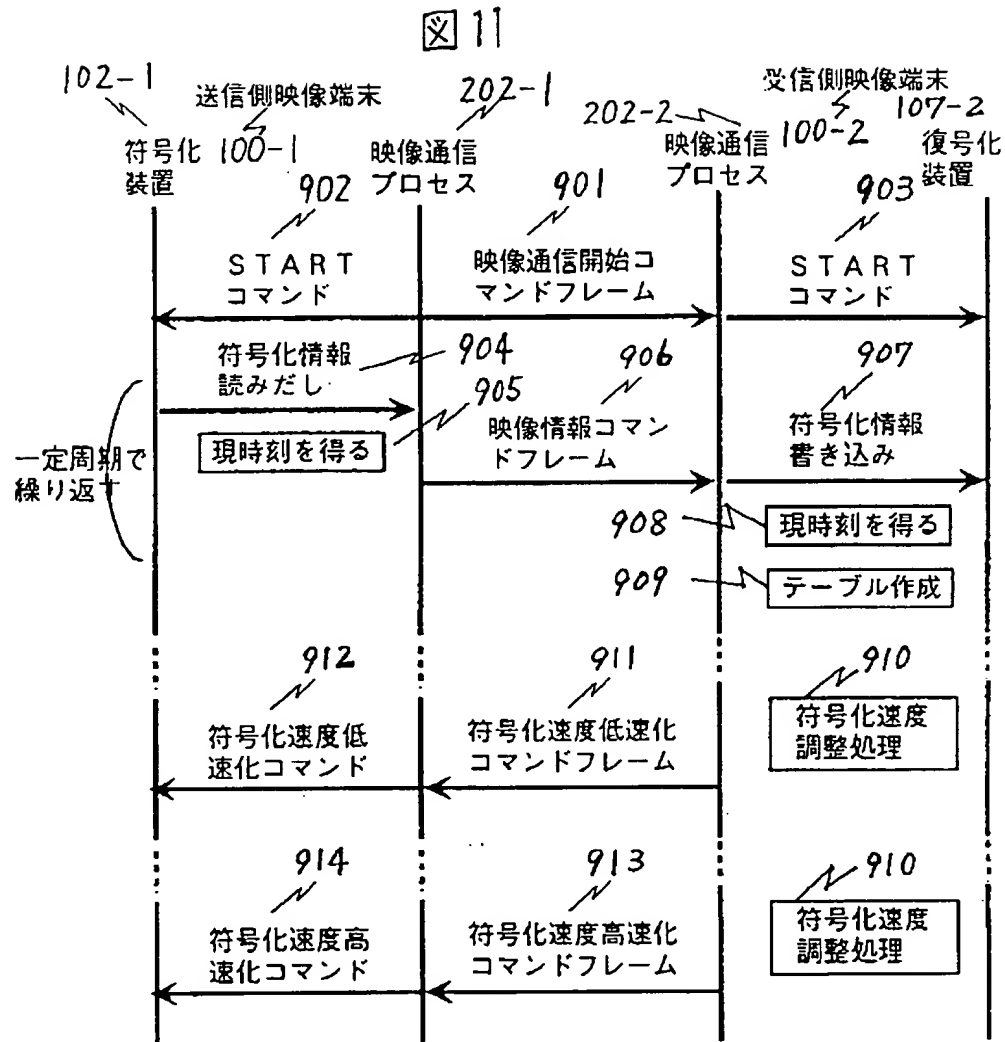 図11
102-1
送信側映像端末
100-1
符号化
装置
202-1
映像通信
プロセス
202-2
映像通信
プロセス
受信側映像端末
100-2
107-2
復号化
装置
902
START
コマンド
901
映像通信開始コ
マンドフレーム
903
START
コマンド
一定周期で
繰り返す
904
符号化情報
読みだし
905
現時刻を得る
906
映像情報コマン
ドフレーム
907
符号化情報
書き込み
908
現時刻を得る
909
テーブル作成
912
符号化速度低
速化コマンド
911
符号化速度低速化
コマンドフレーム
910
符号化速度
調整処理
914
符号化速度高
速化コマンド
913
符号化速度高速化
コマンドフレーム
910
符号化速度
調整処理